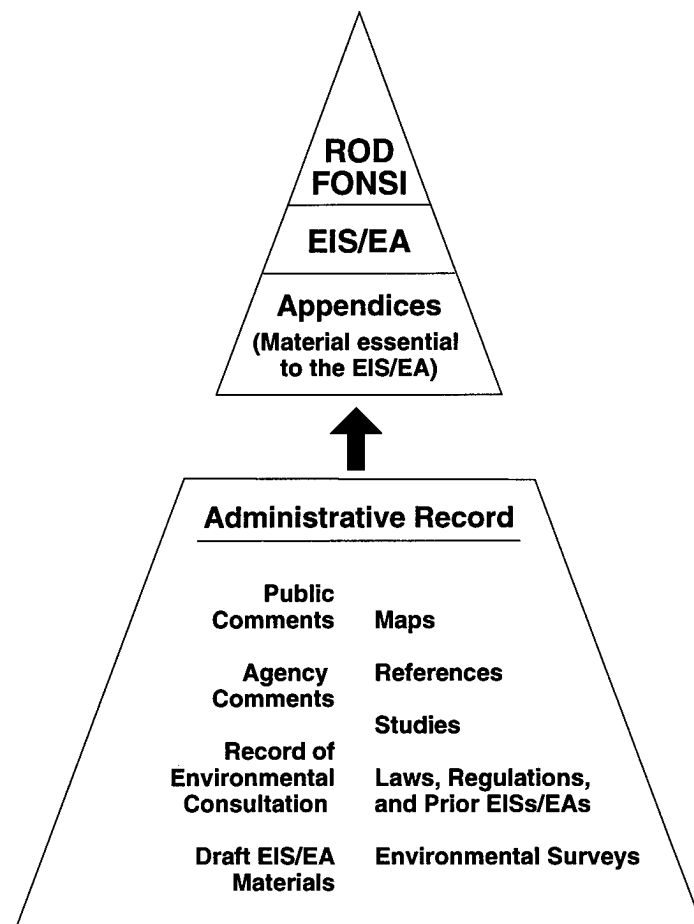 ROD
FONSI
EIS/EA
Appendices
(Material essential
to the EIS/EA)
Administrative Record
Public
Comments
Agency
Comments
Record of
Environmental
Consultation
Draft EIS/EA
Materials
Maps
References
Studies
Laws, Regulations,
and Prior EISs/EAs
Environmental Surveys